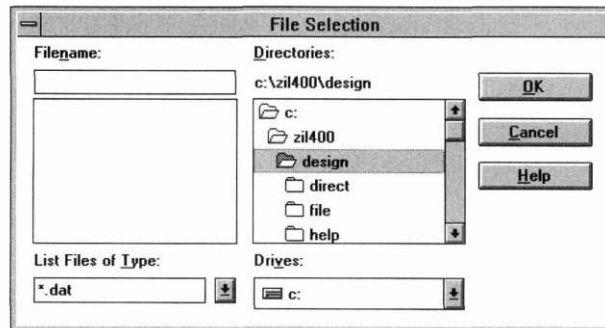 File Selection
Filename:
Directories:
c:\zil400\design
OK
c:
zil400
Cancel
design
direct
Help
file
help
List Files of Type:
Drives:
*.dat
c: